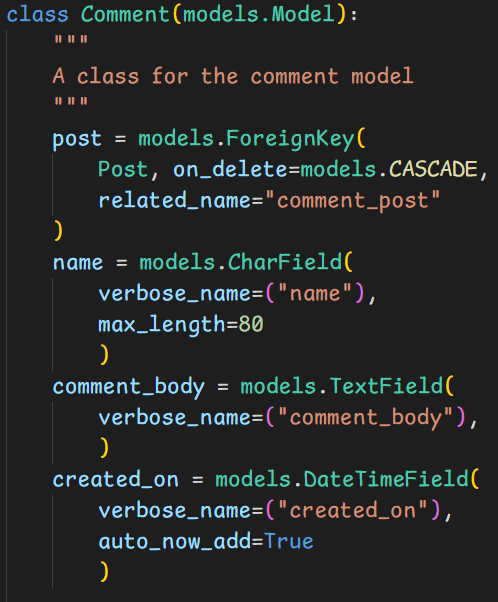 class Comment(models.Model):
    """
    A class for the comment model
    """
    post = models.ForeignKey(
        Post, on_delete=models.CASCADE,
        related_name="comment_post"
    )
    name = models.CharField(
        verbose_name=("name"),
        max_length=80
        )
    comment_body = models.TextField(
        verbose_name=("comment_body"),
        )
    created_on = models.DateTimeField(
        verbose_name=("created_on"),
        auto_now_add=True
        )